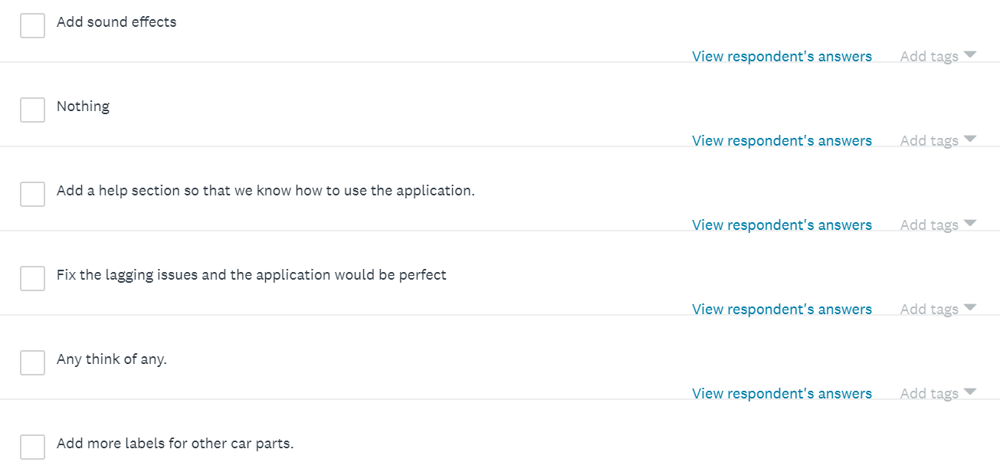 Add sound effects
View respondent's answers Add tags
Nothing
View respondent's answers Add tags
Add a help section so that we know how to use the application.
View respondent's answers Add tags
Fix the lagging issues and the application would be perfect
View respondent's answers Add tags
Any think of any.
View respondent's answers Add tags
Add more labels for other car parts.